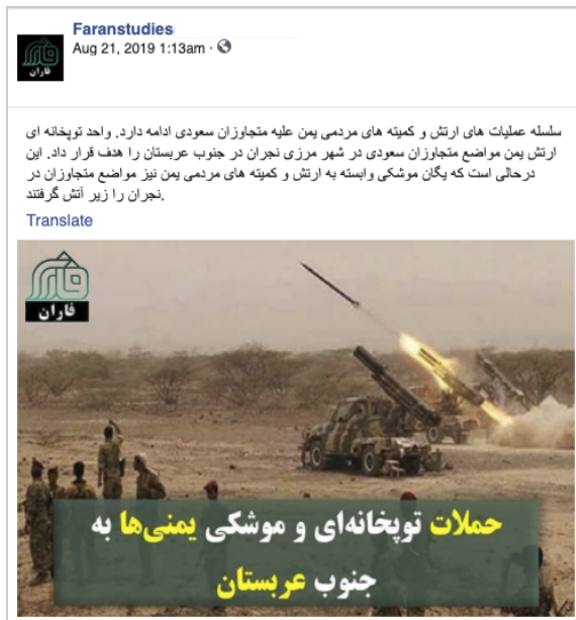 Faranstudies
Aug 21, 2019 1:13am ·
فاران
سلسله عملیات های ارتش و کمیته های مردمی یمن علیه متجاوزان سعودی ادامه دارد. واحد توپخانه ای
ارتش یمن مواضع متجاوزان سعودی در شهر مرزی نجران در جنوب عربستان را هدف قرار داد. این
درحالی است که یگان موشکی وابسته به ارتش و کمیته های مردمی یمن نیز مواضع متجاوزان در
نجران را زیر آتش گرفتند.
Translate
فاران
حملات توپخانه‌ای و موشکی یمنی‌ها به
جنوب عربستان